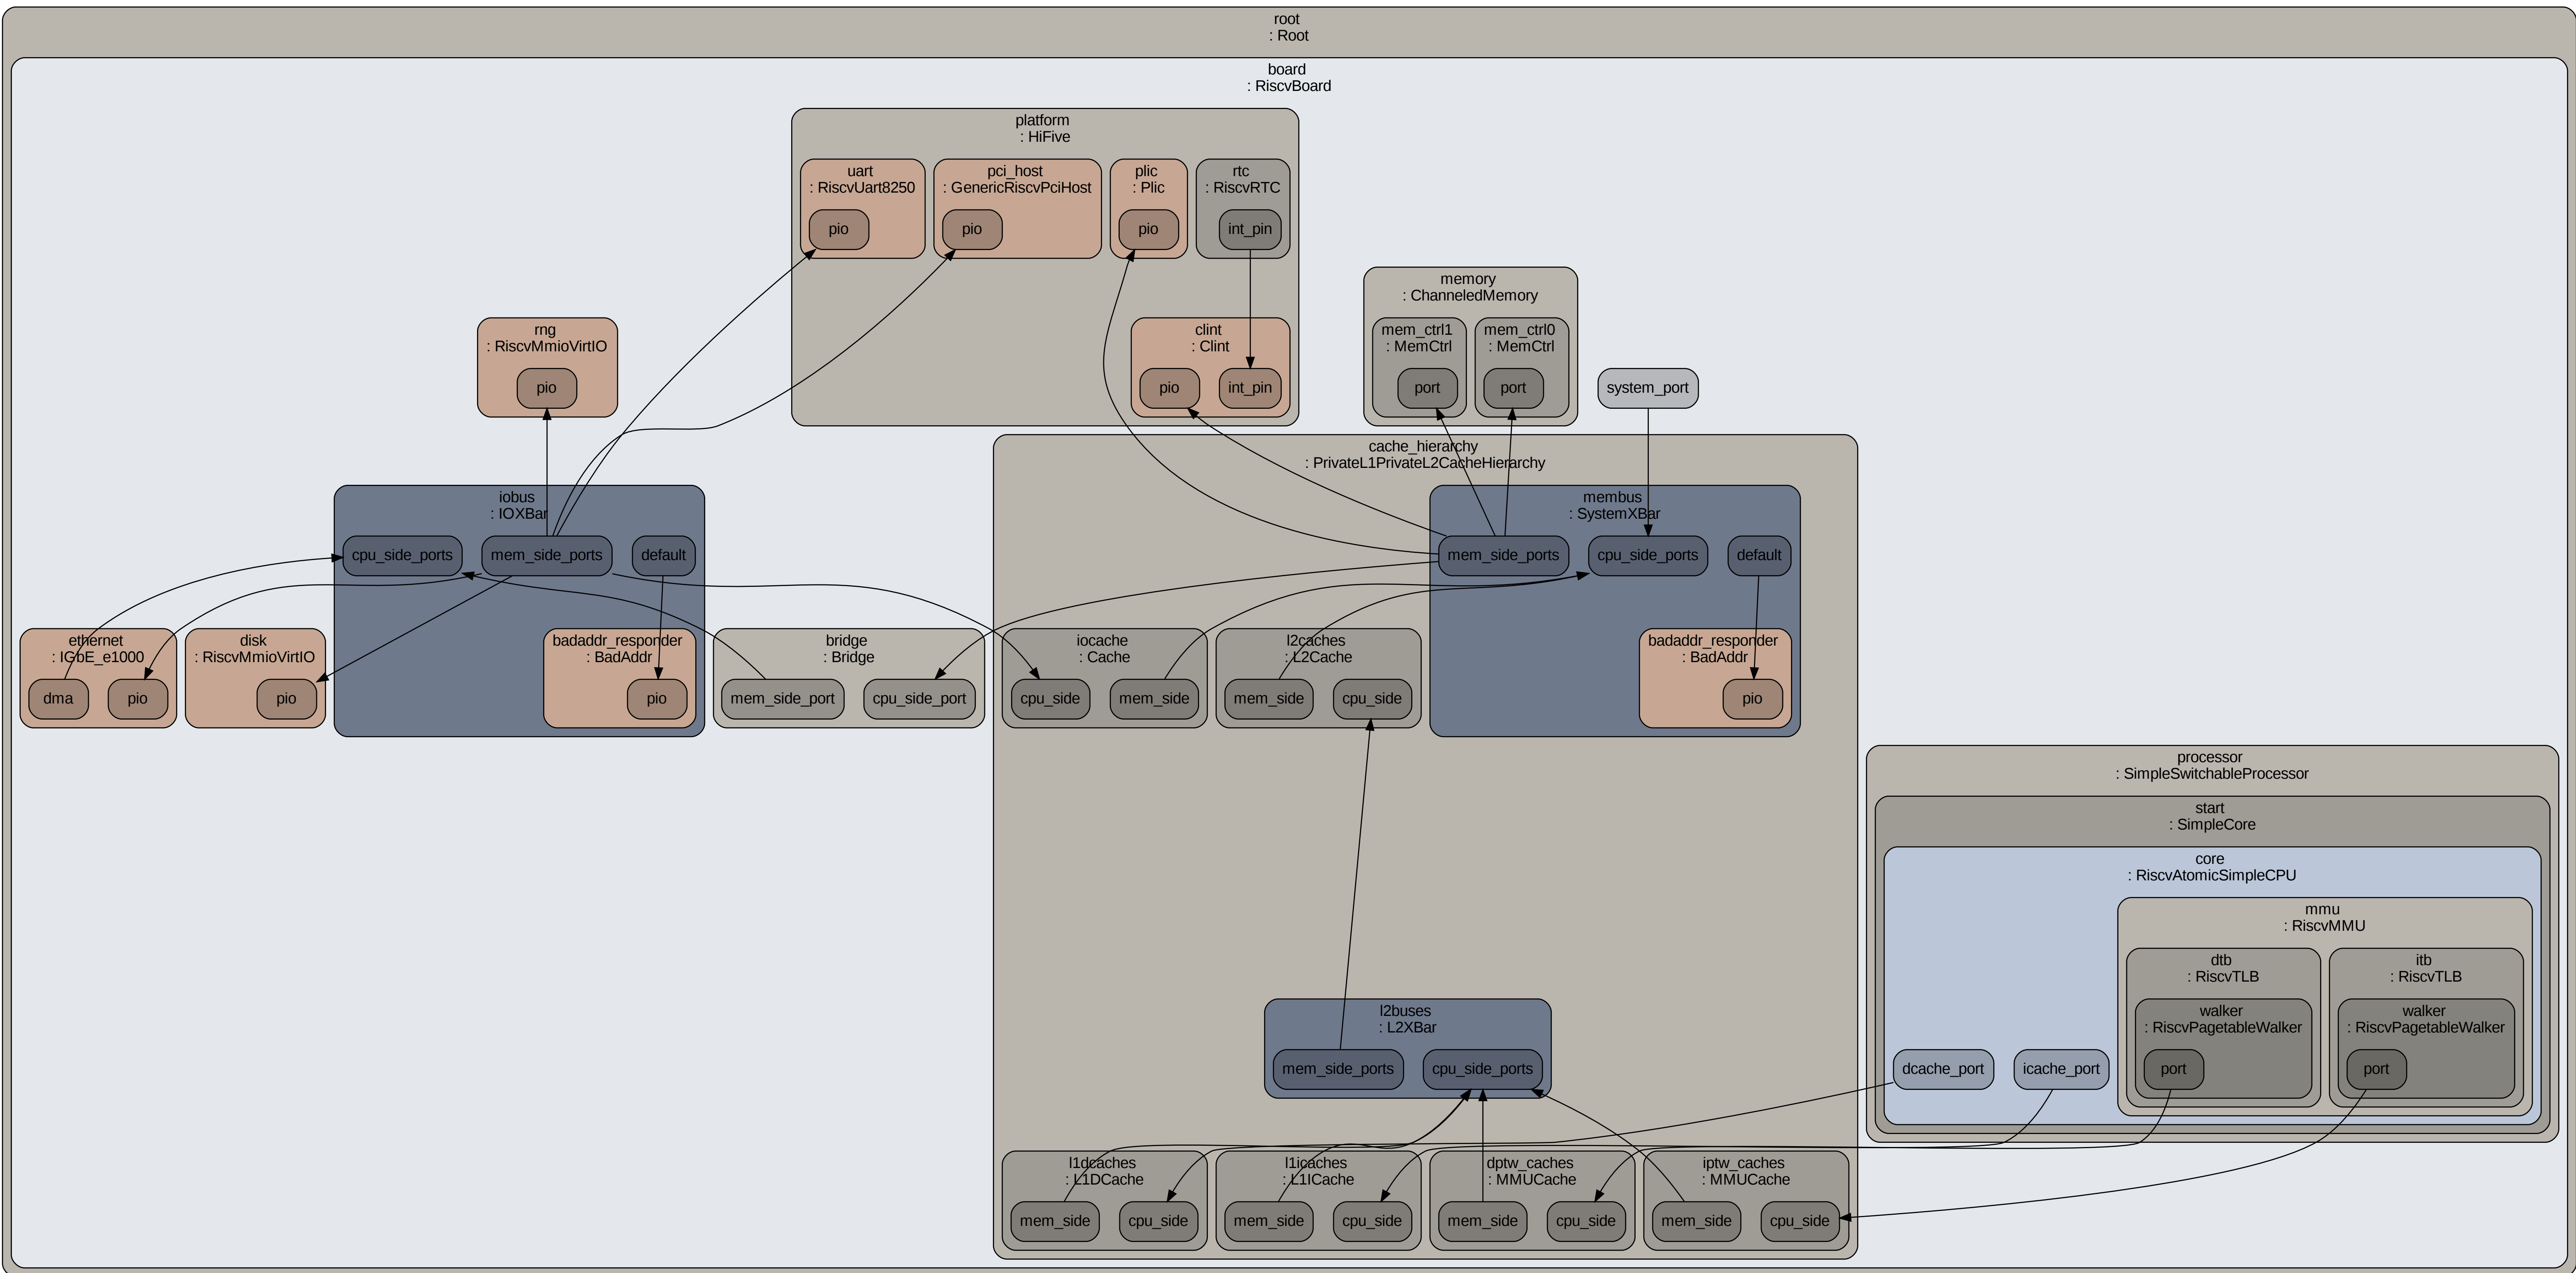 root
: Root
board
: RiscvBoard
platform
: HiFive
uart
: RiscvUart8250
pio
pci_host
: GenericRiscvPciHost
pio
plic
: Plic
pio
rtc
: RiscvRTC
int_pin
clint
: Clint
pio
int_pin
memory
: ChanneledMemory
mem_ctrl1
: MemCtrl
port
mem_ctrl0
: MemCtrl
port
system_port
rng
: RiscvMmioVirtIO
pio
iobus
: IOXBar
cpu_side_ports
mem_side_ports
default
badaddr_responder
: BadAddr
pio
ethernet
: IGbE_e1000
dma
pio
disk
: RiscvMmioVirtIO
pio
bridge
: Bridge
mem_side_port
cpu_side_port
cache_hierarchy
: PrivateL1PrivateL2CacheHierarchy
membus
: SystemXBar
mem_side_ports
cpu_side_ports
default
badaddr_responder
: BadAddr
pio
iocache
: Cache
cpu_side
mem_side
l2caches
: L2Cache
mem_side
cpu_side
l2buses
: L2XBar
mem_side_ports
cpu_side_ports
l1dcaches
: L1DCache
mem_side
cpu_side
l1icaches
: L1ICache
mem_side
cpu_side
dptw_caches
: MMUCache
mem_side
cpu_side
iptw_caches
: MMUCache
mem_side
cpu_side
processor
: SimpleSwitchableProcessor
start
: SimpleCore
core
: RiscvAtomicSimpleCPU
dcache_port
icache_port
mmu
: RiscvMMU
dtb
: RiscvTLB
walker
: RiscvPagetableWalker
port
itb
: RiscvTLB
walker
: RiscvPagetableWalker
port